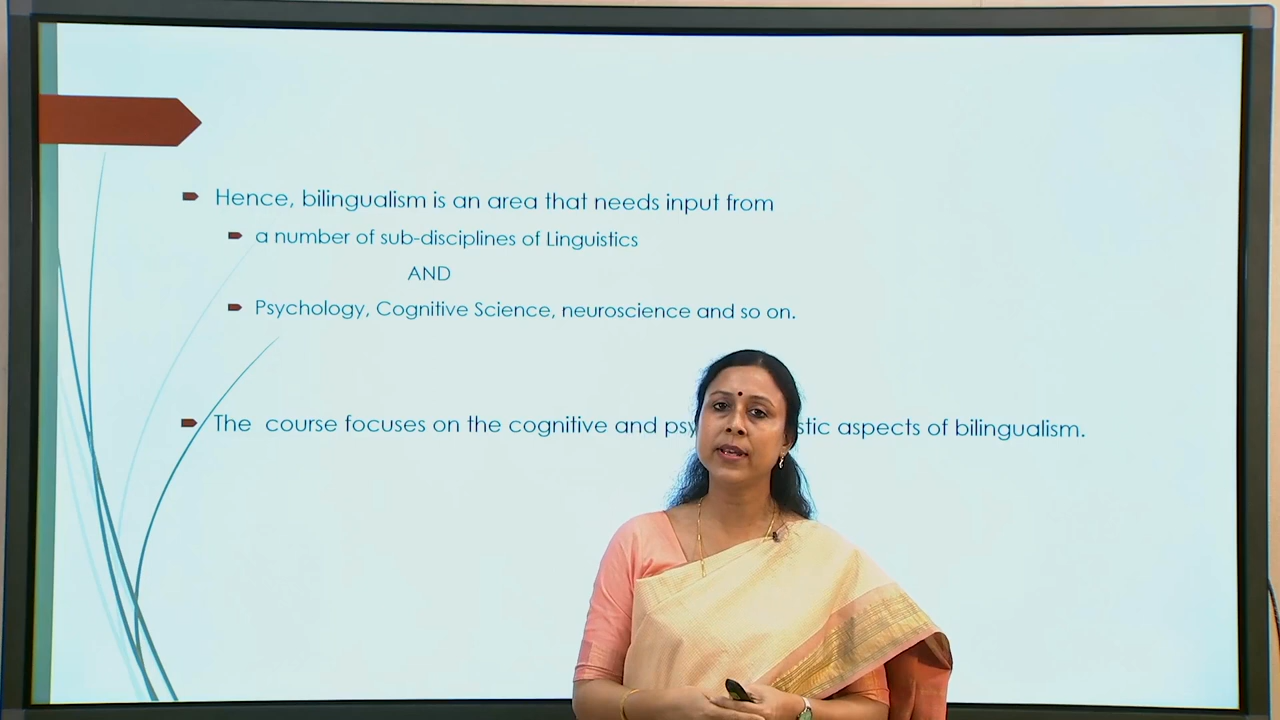 Hence, bilingualism is an area that needs input from
a number of sub-disciplines of Linguistics
AND
Psychology, Cognitive Science, neuroscience and so on.
The course focuses on the cognitive and aspects of bilingualism.